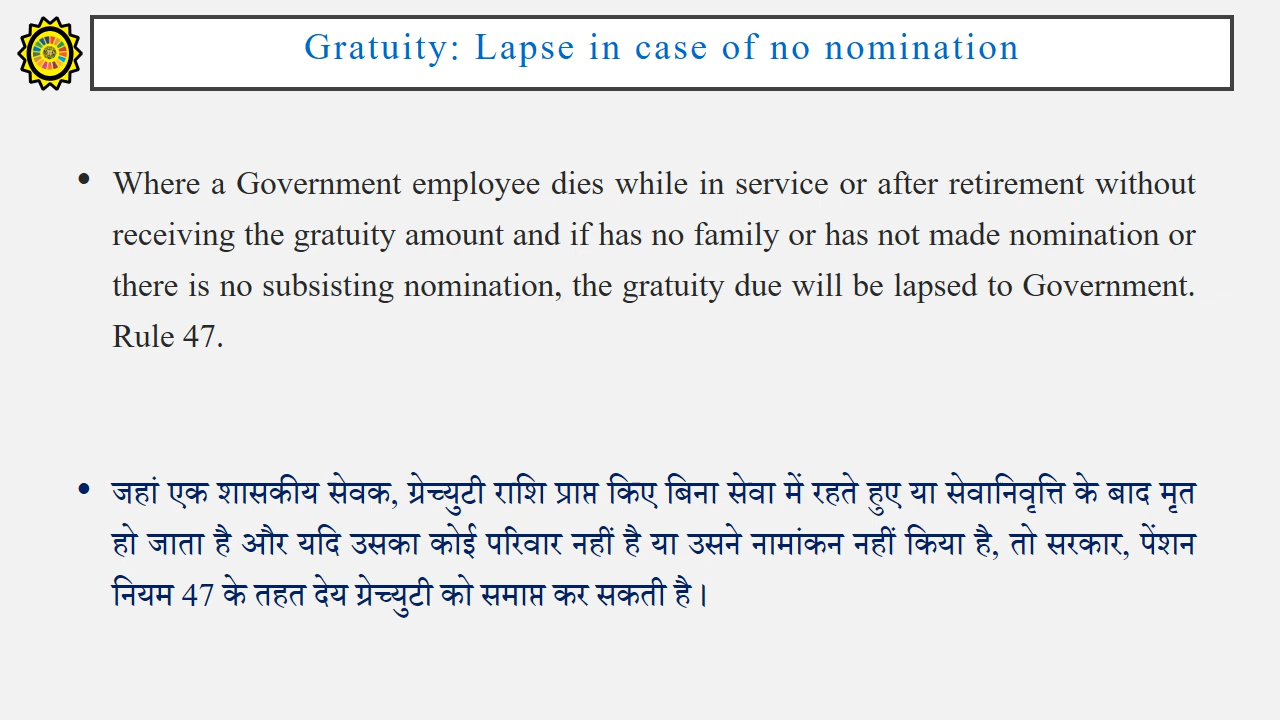 Gratuity: Lapse in case of no nomination
• Where a Government employee dies while in service or after retirement without
receiving the gratuity amount and if has no family or has not made nomination or
there is no subsisting nomination, the gratuity due will be lapsed to Government.
Rule 47.
• जहां एक शासकीय सेवक, ग्रेच्युटी राशि प्राप्त किए बिना सेवा में रहते हुए या सेवानिवृत्ति के बाद मृत
हो जाता है और यदि उसका कोई परिवार नहीं है या उसने नामांकन नहीं किया है, तो सरकार, पेंशन
नियम 47 के तहत देय ग्रेच्युटी को समाप्त कर सकती है।